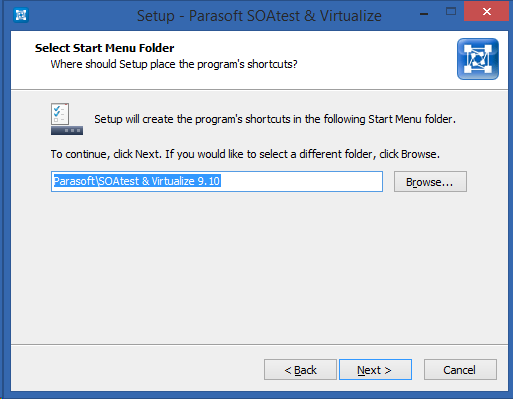 Setup - Parasoft SOAtest & Virtualize
Select Start Menu Folder
Where should Setup place the program's shortcuts?
Setup will create the program's shortcuts in the following Start Menu folder.
To continue, click Next. If you would like to select a different folder, click Browse.
Parasoft\SOAtest & Virtualize 9.10
Browse...
< Back
Next >
Cancel